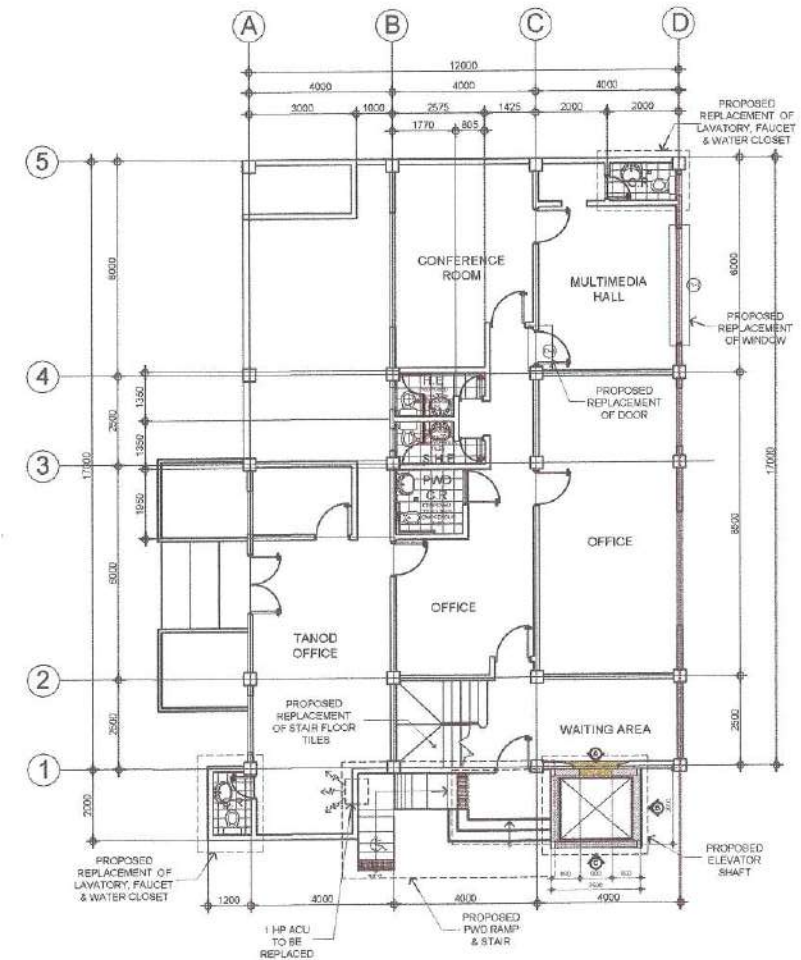 A
B
C
D
12000
4000
4000
4000
3000
1000
2575
1425
2000
2000
1770
805
PROPOSED
REPLACEMENT OF
LAVATORY, FAUCET
& WATER CLOSET
5
C.R
CONFERENCE
ROOM
MULTIMEDIA
HALL
6000
6000
2
PROPOSED
REPLACEMENT
OF WINDOW
2
4
PROPOSED
REPLACEMENT
OF DOOR
1350
2500
1350
3
17000
17000
PWD
C.R
1950
OFFICE
6500
6000
OFFICE
TANOD
OFFICE
2
PROPOSED
REPLACEMENT
OF STAIR FLOOR
TILES
2500
2500
WAITING AREA
1
A
B
C
2000
PROPOSED
ELEVATOR
SHAFT
PROPOSED
REPLACEMENT OF
LAVATORY, FAUCET
& WATER CLOSET
1200
4000
4000
4000
1 HP ACU
TO BE
REPLACED
PROPOSED
PWD RAMP
& STAIR